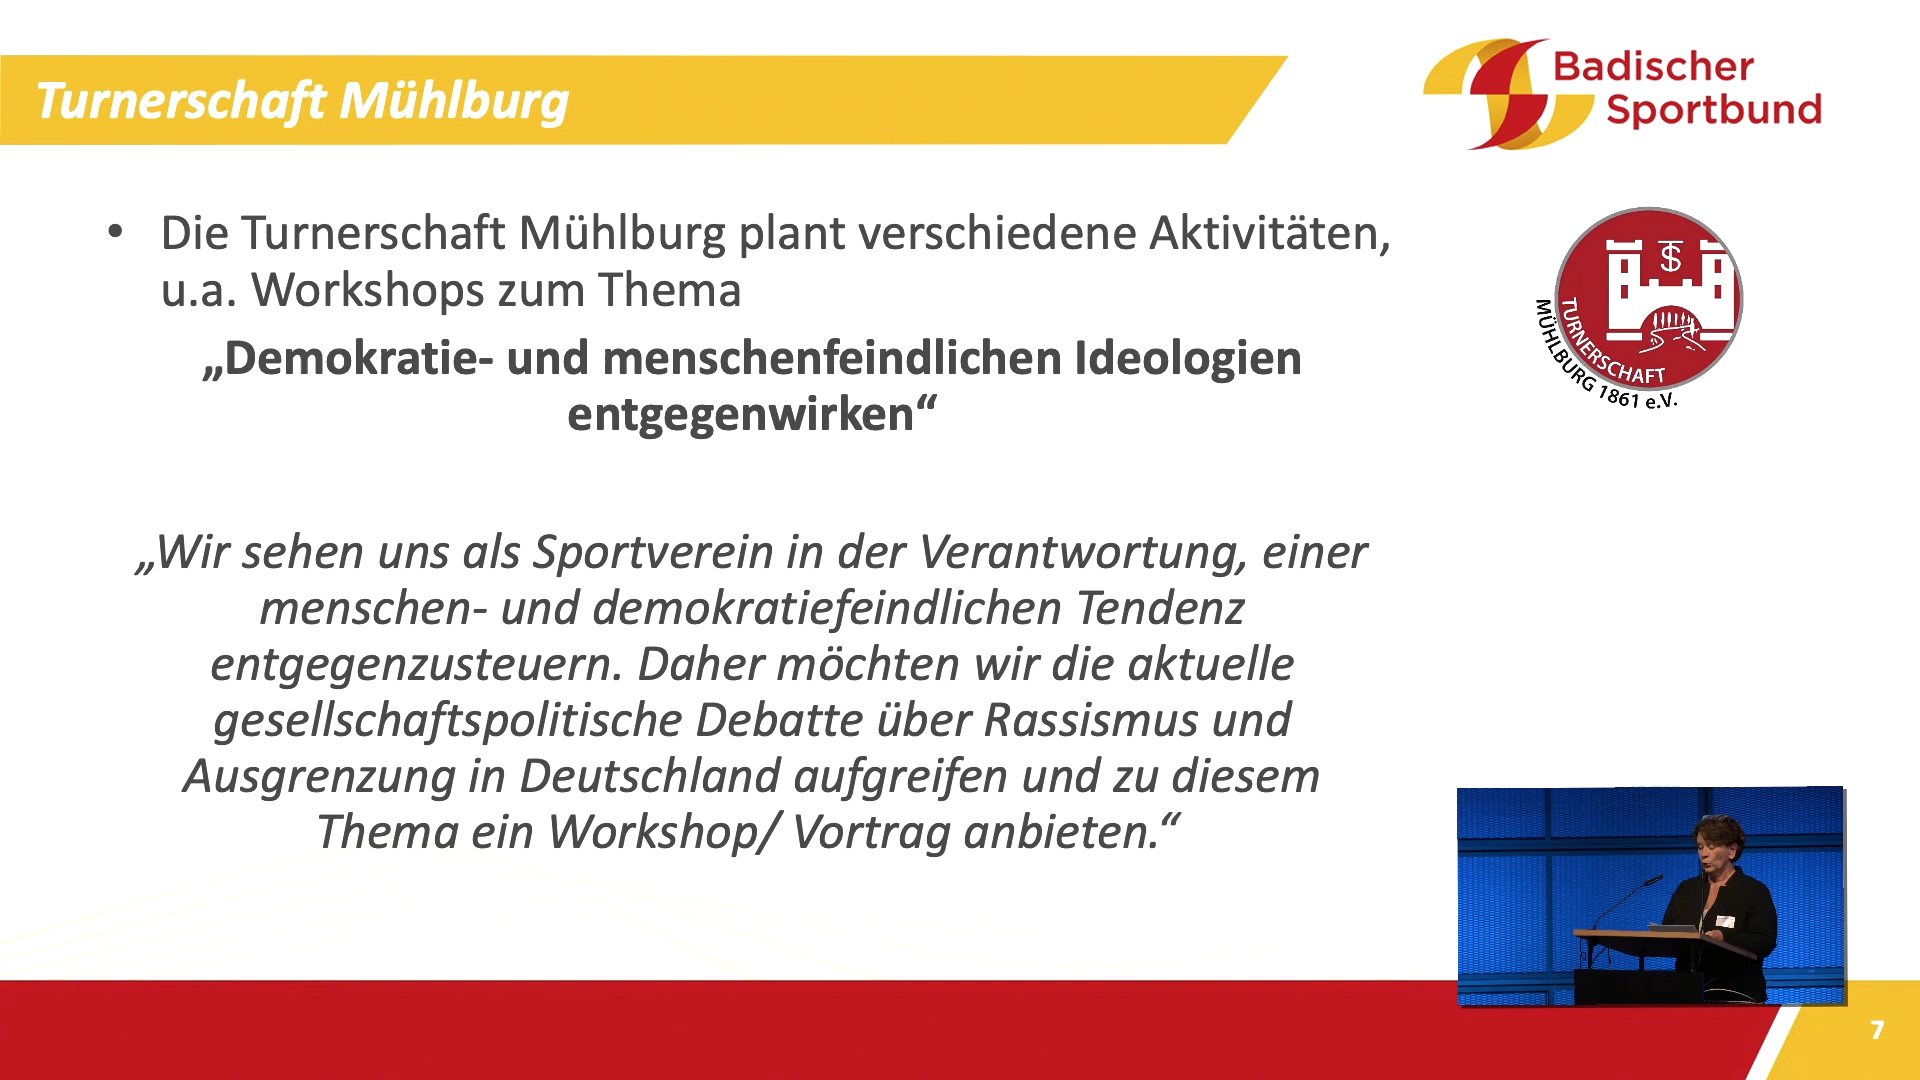 Turnerschaft Mühlburg
Badischer
Sportbund
• Die Turnerschaft Mühlburg plant verschiedene Aktivitäten,
u.a. Workshops zum Thema
„Demokratie- und menschenfeindlichen Ideologien
entgegenwirken“
TURNERSCHAFT
MÜHLBURG 1861 e.V.
„Wir sehen uns als Sportverein in der Verantwortung, einer
menschen- und demokratiefeindlichen Tendenz
entgegenzusteuern. Daher möchten wir die aktuelle
gesellschaftspolitische Debatte über Rassismus und
Ausgrenzung in Deutschland aufgreifen und zu diesem
Thema ein Workshop/ Vortrag anbieten.“
7